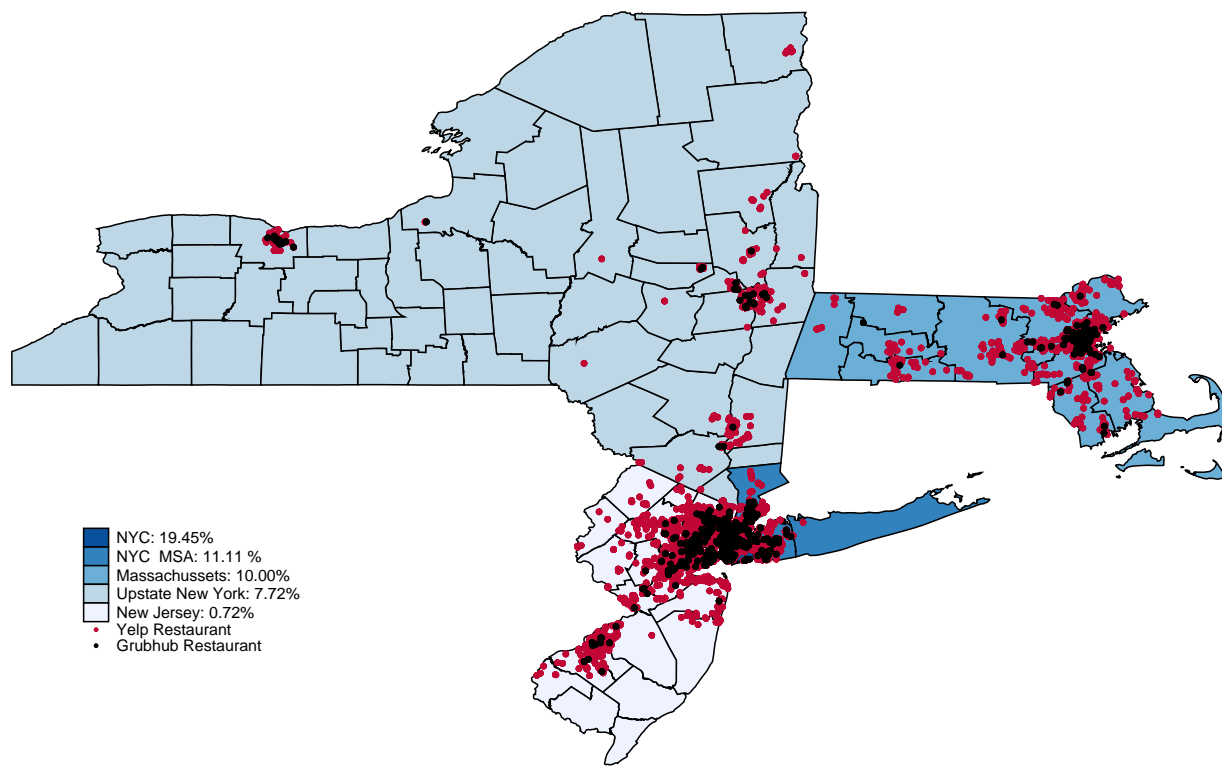 NYC: 19.45%
NYC MSA: 11.11 %
Massachussets: 10.00%
Upstate New York: 7.72%
New Jersey: 0.72%
Yelp Restaurant
Grubhub Restaurant